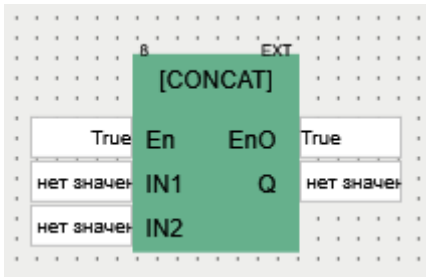 8 EXT
[CONCAT]
True En EnO True
нет значен IN1 Q нет значен
нет значен IN2